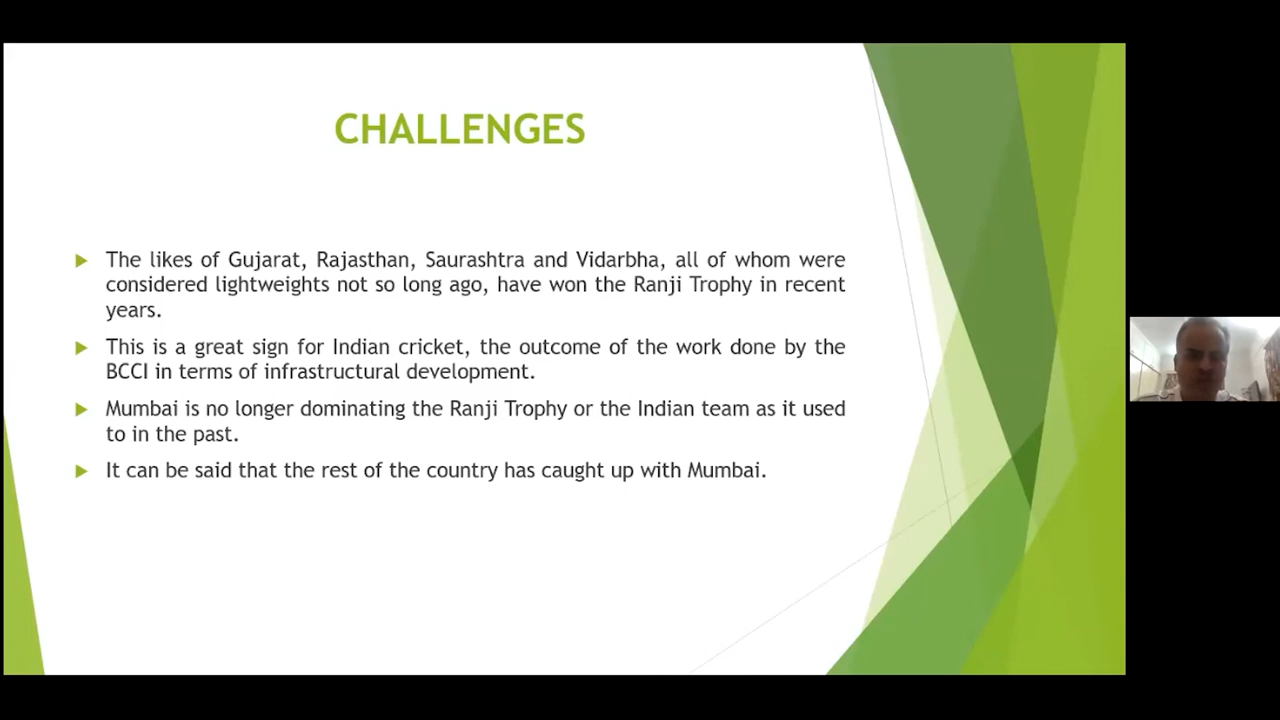 CHALLENGES
The likes of Gujarat, Rajasthan, Saurashtra and Vidarbha, all of whom were
considered lightweights not so long ago, have won the Ranji Trophy in recent
years.
This is a great sign for Indian cricket, the outcome of the work done by the
BCCI in terms of infrastructural development.
Mumbai is no longer dominating the Ranji Trophy or the Indian team as it used
to in the past.
It can be said that the rest of the country has caught up with Mumbai.